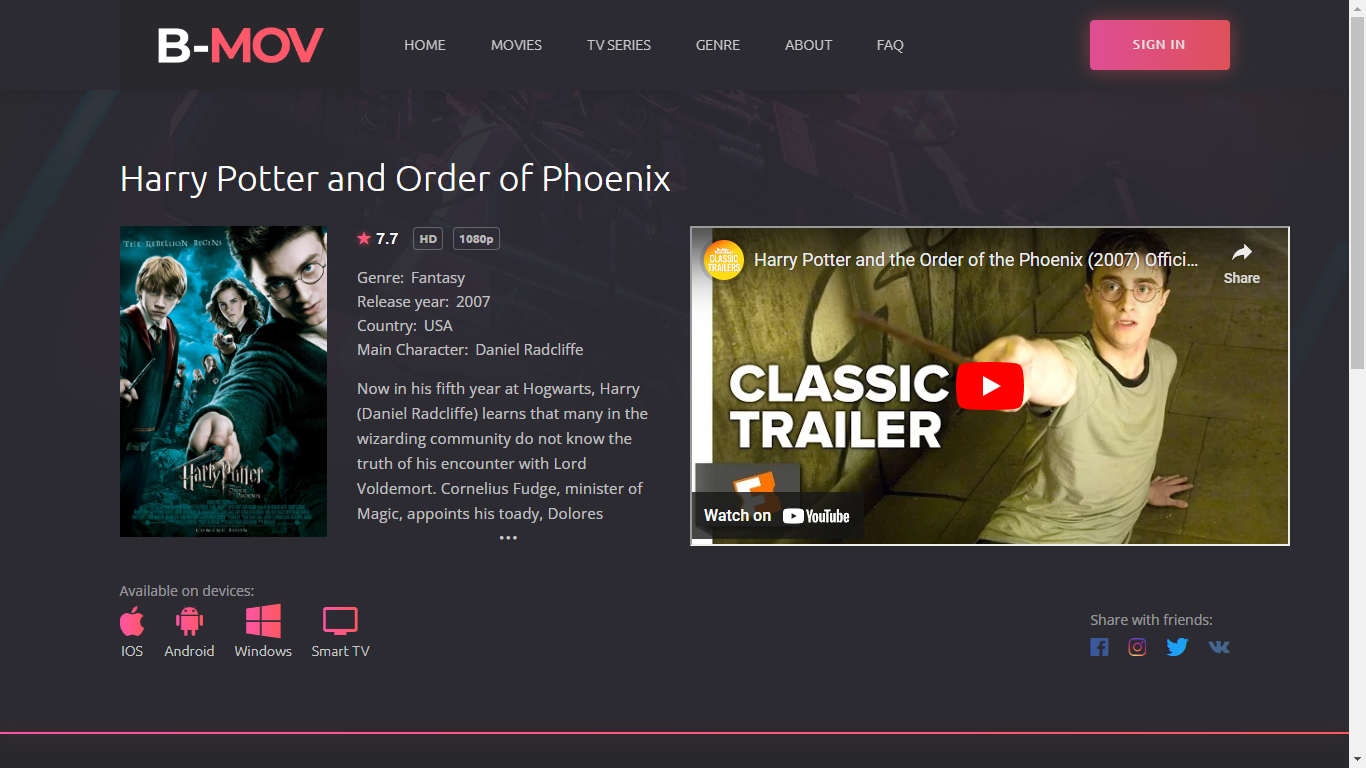 B-MOV
HOME
MOVIES
TV SERIES
GENRE
ABOUT
FAQ
SIGN IN
Harry Potter and Order of Phoenix
THE REBELLION BEGINS
Harry Potter
COMING SOON
7.7 HD 1080p
Genre: Fantasy
Release year: 2007
Country: USA
Main Character: Daniel Radcliffe
Now in his fifth year at Hogwarts, Harry
(Daniel Radcliffe) learns that many in the
wizarding community do not know the
truth of his encounter with Lord
Voldemort. Cornelius Fudge, minister of
Magic, appoints his toady, Dolores
•••
CLASSIC
TRAILERS
Harry Potter and the Order of the Phoenix (2007) Offici...
Share
CLASSIC
TRAILER
Watch on YouTube
Available on devices:
IOS
Android
Windows
Smart TV
Share with friends: